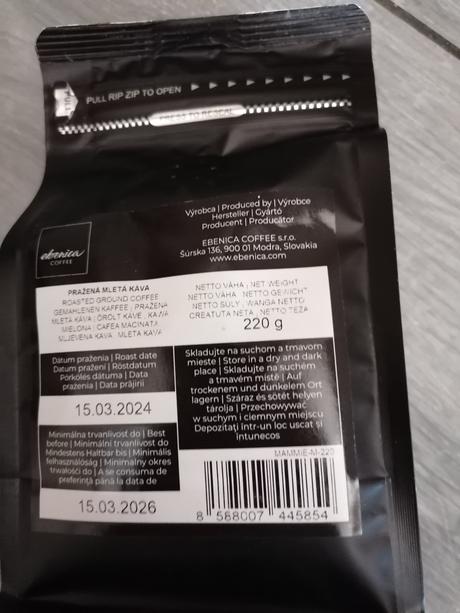 PULL
PULL RIP ZIP TO OPEN
PRESS TO RESEAL
Výrobca | Produced by | Výrobce
Hersteller | Gyártó
Producent | Producător
EBENICA COFFEE s.r.o.
Šúrska 136, 900 01 Modra, Slovakia
www.ebenica.com
ebenica
COFFEE
PRAŽENÁ MLETÁ KÁVA
ROASTED GROUND COFFEE
GEMAHLENEN KAFFEE PRAŽENÁ
MLETÁ KÁVA ŐRÖLT KÁVÉ KAWA
MIELONA CAFEA MACINATA
MLJEVENA KAVA MLETA KAVA
NETTO VÁHA NET WEIGHT
NETTO VÁHA NETTO GEWICHT
NETTO SÚLY WANGA NETTO
CREATUTA NETA NETTO TEŽA
220 g
Dátum praženia | Roast date
Datum pražení | Röstdatum
Pörkölés dátuma | Data
prażenia | Data prăjirii
15.03.2024
Minimálna trvanlivosť do | Best
before | Minimální trvanlivost do
Mindestens Haltbar bis | Minimális
felhasználóság | Minimalny okres
trwałości do | A se consuma de
preferință până la data de
15.03.2026
Skladujte na suchom a tmavom
mieste | Store in a dry and dark
place | Skladujte na suchém
a tmavém místě | Auf
trockenem und dunkelem Ort
lagern | Száraz és sötét helyen
tárolja | Przechowywać
w suchym i ciemnym miejscu
Depozitați într-un loc uscat și
întunecos
MAMMIE-M-220
8 588007 445854